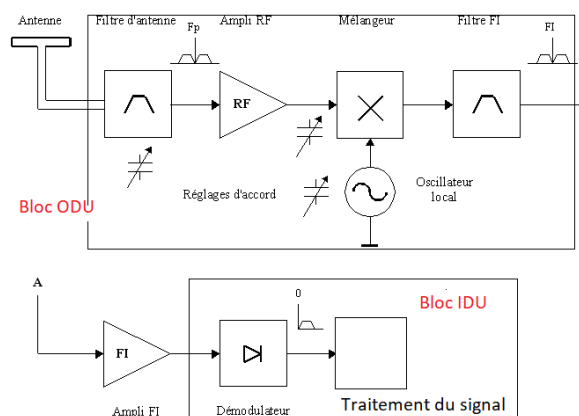 Antenne
Filtre d'antenne
Ampli RF
Mélangeur
Filtre FI
Fp
FI
RF
Réglages d'accord
Oscillateur
local
Bloc ODU
A
0
Bloc IDU
FI
Ampli FI
Démodulateur
Traitement du signal